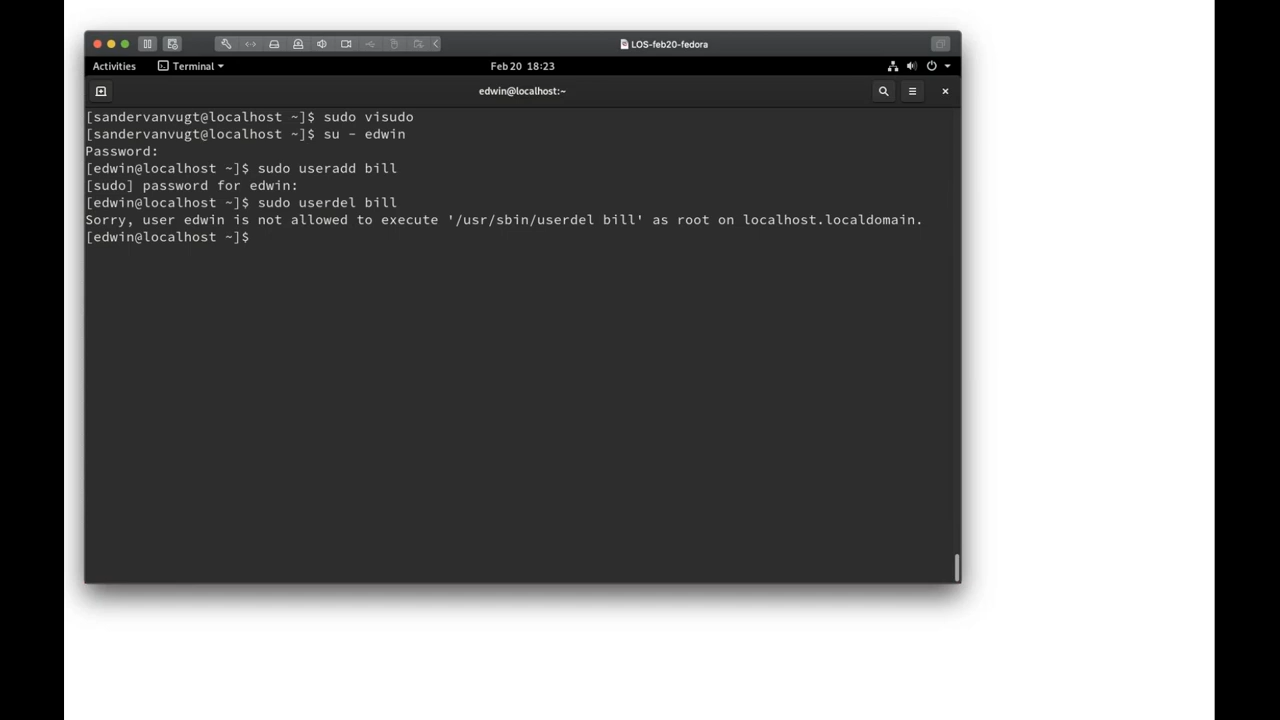 LOS-feb20-fedora
Activities Terminal Feb 20 18:23
edwin@localhost:~
[sandervanvugt@localhost ~]$ sudo visudo
[sandervanvugt@localhost ~]$ su - edwin
Password:
[edwin@localhost ~]$ sudo useradd bill
[sudo] password for edwin:
[edwin@localhost ~]$ sudo userdel bill
Sorry, user edwin is not allowed to execute '/usr/sbin/userdel bill' as root on localhost.localdomain.
[edwin@localhost ~]$